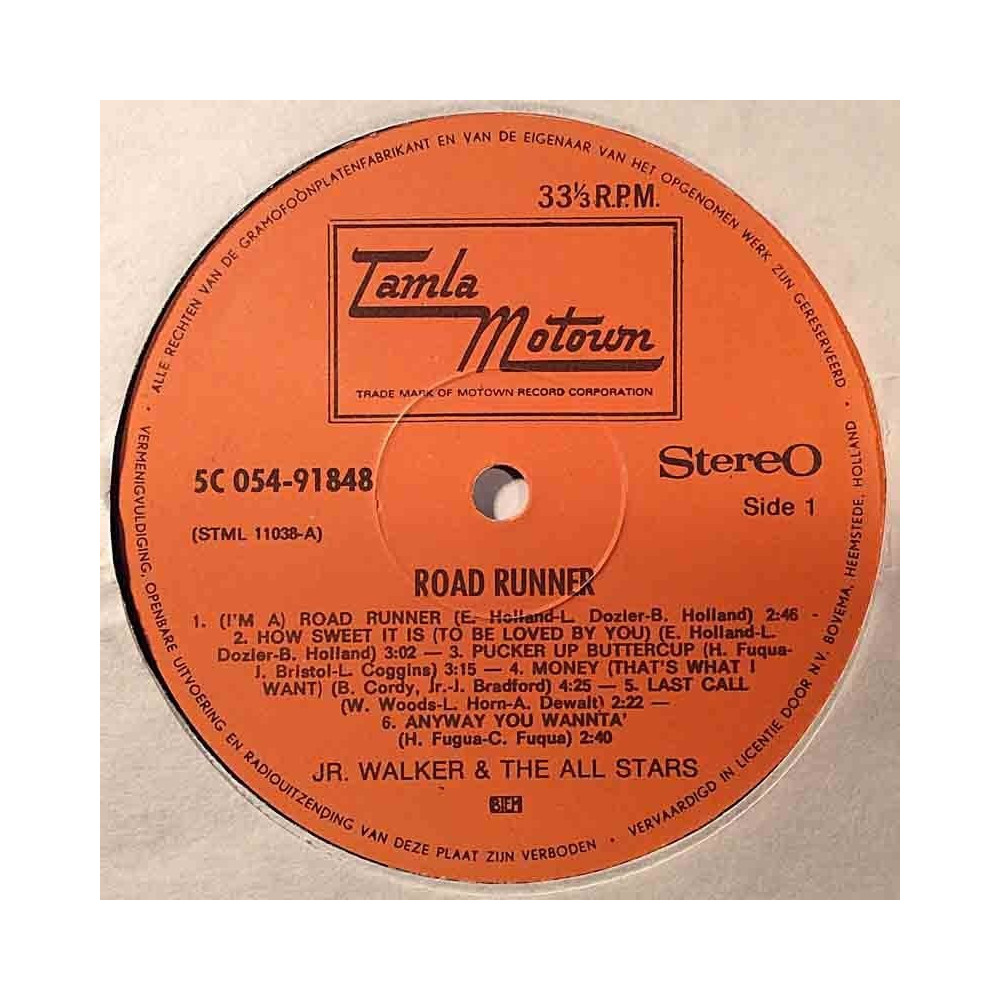 ALLE RECHTEN VAN DE GRAMOFOONPLATENFABRIKANT EN VAN DE EIGENAAR VAN HET OPGENOMEN WERK ZIJN GERESERVEERD ·
VERMENIGVULDIGING, OPENBARE UITVOERING EN RADIOUITZENDING VAN DEZE PLAAT ZIJN VERBODEN · VERVAARDIGD IN LICENTIE DOOR N.V. BOVEMA, HEEMSTEDE, HOLLAND ·
33⅓ R.P.M.
Tamla
Motown
TRADE MARK OF MOTOWN RECORD CORPORATION
5C 054-91848
Stereo
(STML 11038-A)
Side 1
ROAD RUNNER
1. (I'M A) ROAD RUNNER (E. Holland-L. Dozier-B. Holland) 2:46 -
2. HOW SWEET IT IS (TO BE LOVED BY YOU) (E. Holland-L.
Dozier-B. Holland) 3:02 — 3. PUCKER UP BUTTERCUP (H. Fuqua-
J. Bristol-L. Coggins) 3:15 — 4. MONEY (THAT'S WHAT I
WANT) (B. Cordy, Jr.-J. Bradford) 4:25 — 5. LAST CALL
(W. Woods-L. Horn-A. Dewalt) 2:22 —
6. ANYWAY YOU WANNTA'
(H. Fugua-C. Fuqua) 2:40
JR. WALKER & THE ALL STARS
BIEM